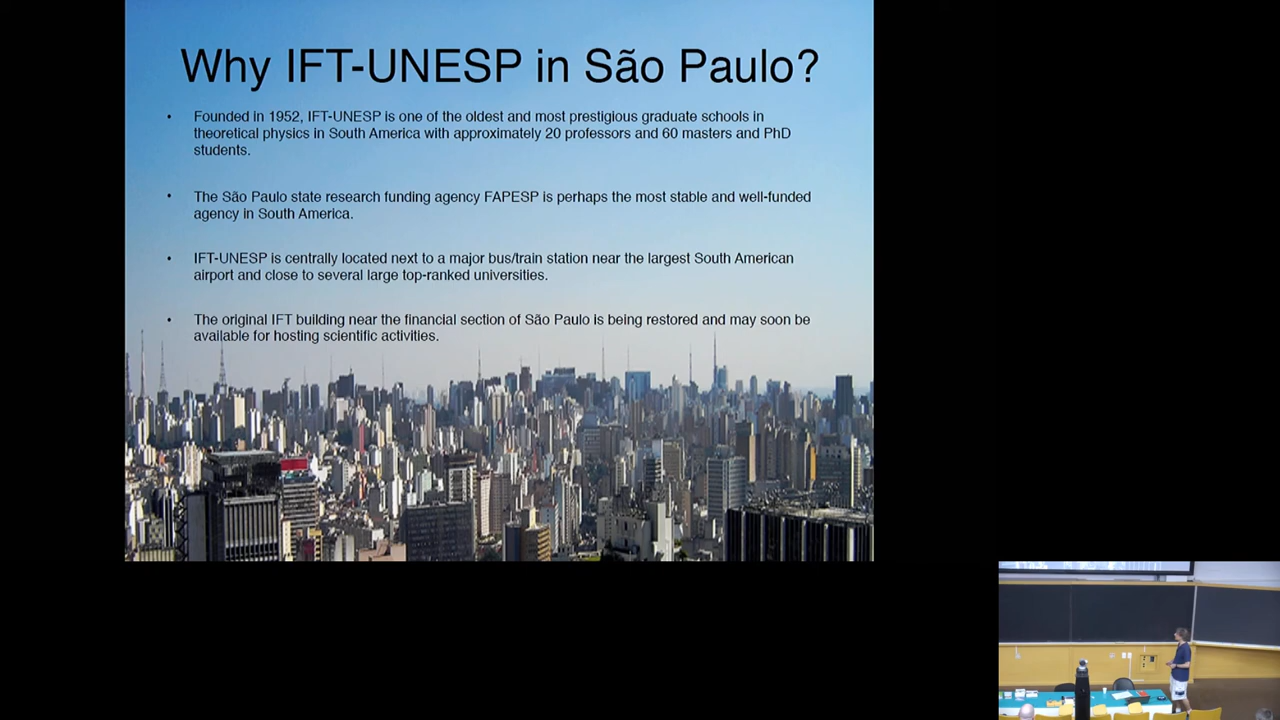 Why IFT-UNESP in São Paulo?
• Founded in 1952, IFT-UNESP is one of the oldest and most prestigious graduate schools in
theoretical physics in South America with approximately 20 professors and 60 masters and PhD
students.
• The São Paulo state research funding agency FAPESP is perhaps the most stable and well-funded
agency in South America.
• IFT-UNESP is centrally located next to a major bus/train station near the largest South American
airport and close to several large top-ranked universities.
• The original IFT building near the financial section of São Paulo is being restored and may soon be
available for hosting scientific activities.